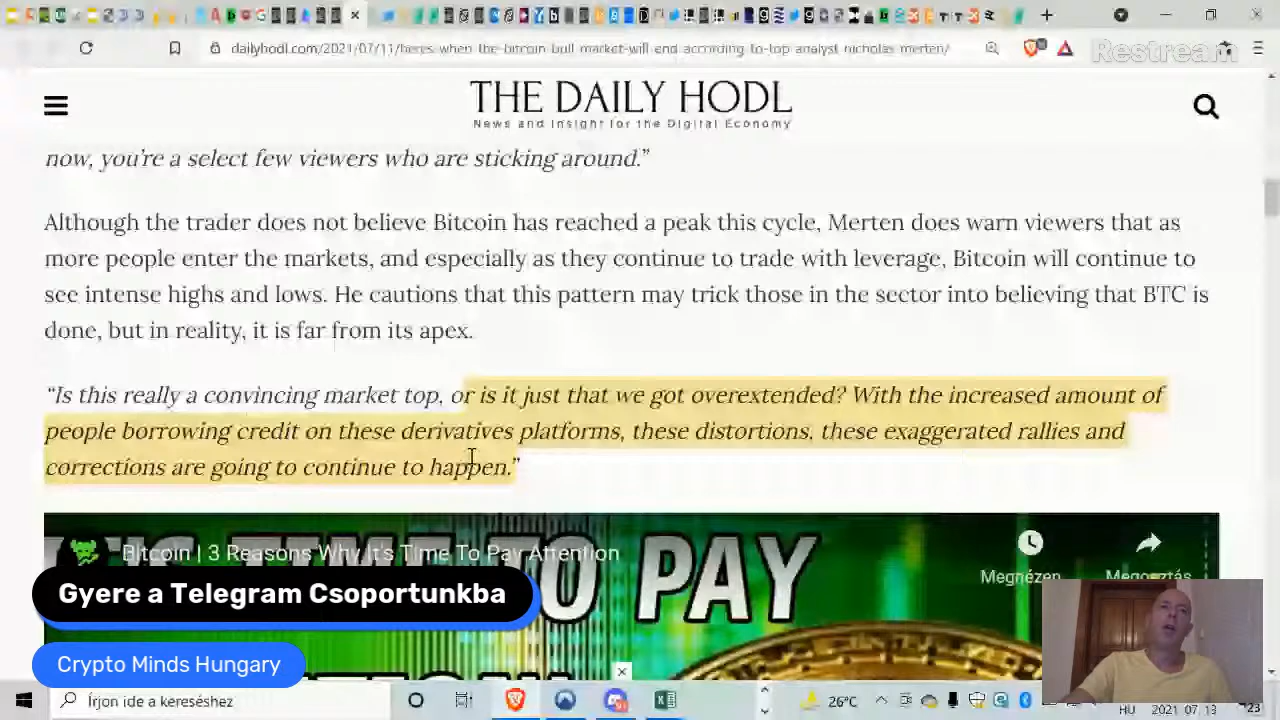 dailyhodl.com/2021/07/11/heres-when-the-bitcoin-bull-market-will-end-according-to-top-analyst-nicholas-merten/
Restream
THE DAILY HODL
News and Insight for the Digital Economy
now, you're a select few viewers who are sticking around.”
Although the trader does not believe Bitcoin has reached a peak this cycle, Merten does warn viewers that as
more people enter the markets, and especially as they continue to trade with leverage, Bitcoin will continue to
see intense highs and lows. He cautions that this pattern may trick those in the sector into believing that BTC is
done, but in reality, it is far from its apex.
“Is this really a convincing market top, or is it just that we got overextended? With the increased amount of
people borrowing credit on these derivatives platforms, these distortions, these exaggerated rallies and
corrections are going to continue to happen.”
Bitcoin | 3 Reasons Why It's Time To Pay Attention
TIME TO PAY
Megnézen
Megosztás
Gyere a Telegram Csoportunkba
Crypto Minds Hungary
Írjon ide a kereséshez
26°C
HU
2021. 07. 13.
23